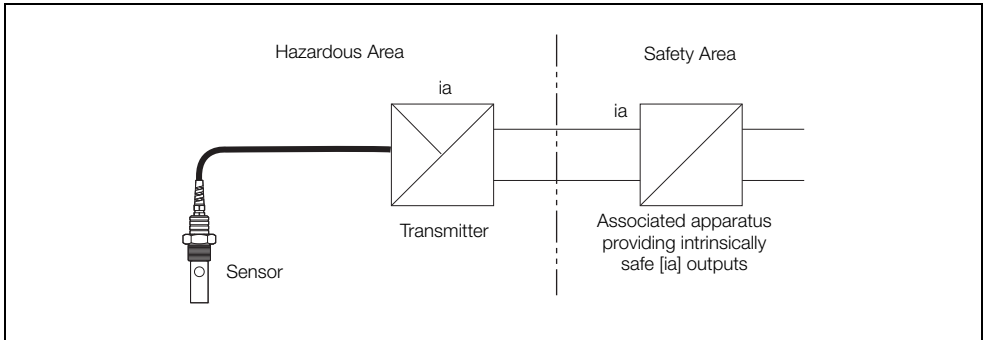 Hazardous Area
Safety Area
ia
ia
Transmitter
Associated apparatus
providing intrinsically
safe [ia] outputs
Sensor